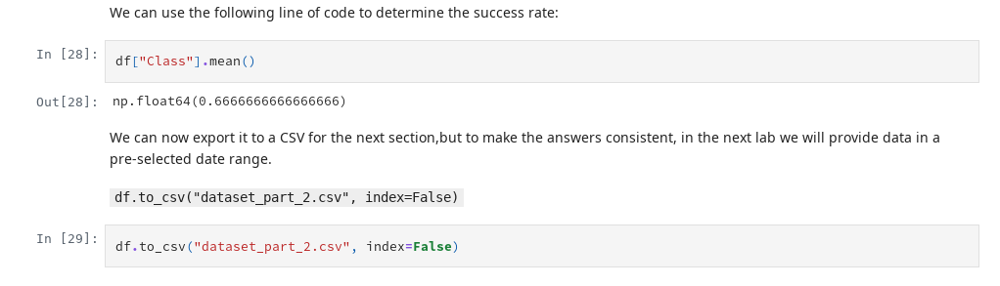 We can use the following line of code to determine the success rate:
In [28]:
df["Class"].mean()
Out[28]:
np.float64(0.6666666666666666)
We can now export it to a CSV for the next section,but to make the answers consistent, in the next lab we will provide data in a
pre-selected date range.
df.to_csv("dataset_part_2.csv", index=False)
In [29]:
df.to_csv("dataset_part_2.csv", index=False)